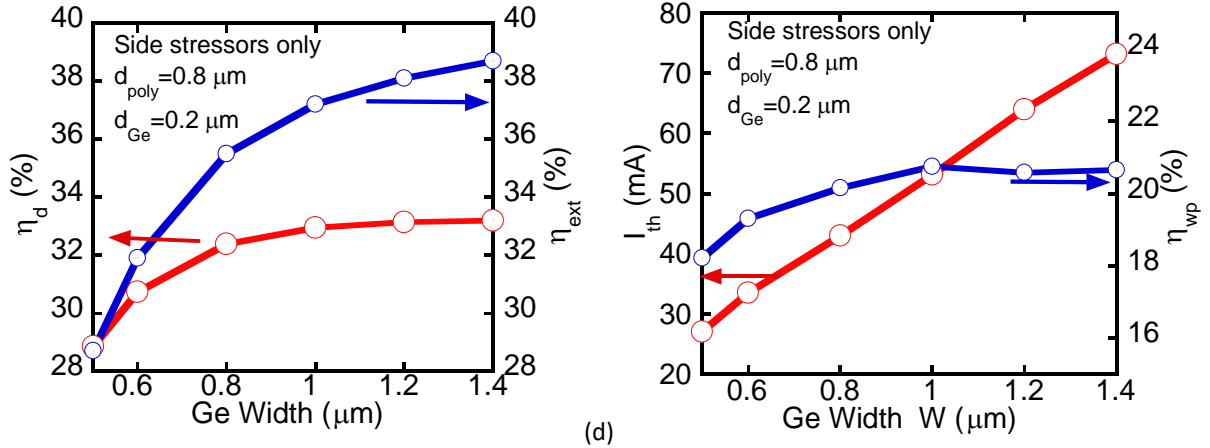 40
38
36
34
32
30
28
η_d (%)
Side stressors only
d_poly=0.8 μm
d_Ge=0.2 μm
40
38
36
34
32
30
28
η_ext (%)
0.6 0.8 1 1.2 1.4
Ge Width (μm)
80
70
60
50
40
30
20
I_th (mA)
Side stressors only
d_poly=0.8 μm
d_Ge=0.2 μm
24
22
20
18
16
η_wp (%)
0.6 0.8 1 1.2 1.4
Ge Width W (μm)
(d)